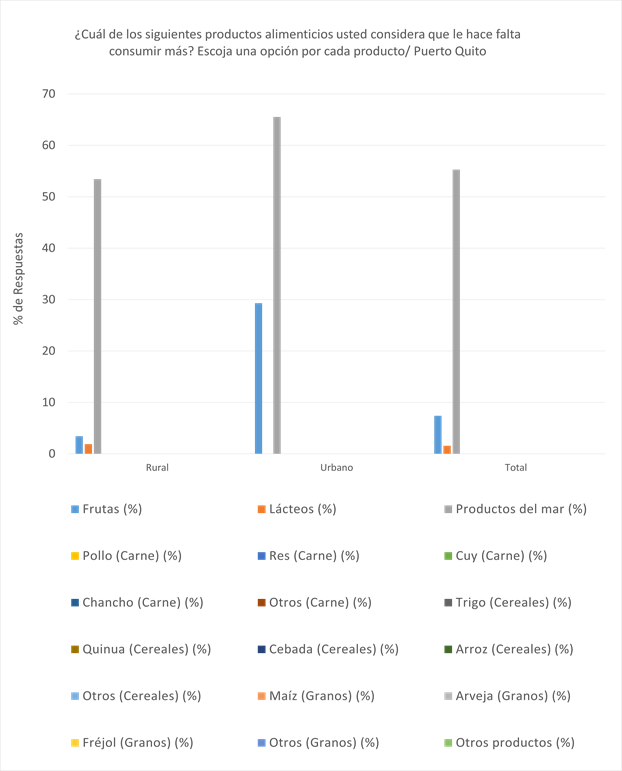 ¿Cuál de los siguientes productos alimenticios usted considera que le hace falta
consumir más? Escoja una opción por cada producto/ Puerto Quito
70
60
50
40
30
20
10
0
% de Respuestas
Rural Urbano Total
Frutas (%) Lácteos (%) Productos del mar (%)
Pollo (Carne) (%) Res (Carne) (%) Cuy (Carne) (%)
Chancho (Carne) (%) Otros (Carne) (%) Trigo (Cereales) (%)
Quinua (Cereales) (%) Cebada (Cereales) (%) Arroz (Cereales) (%)
Otros (Cereales) (%) Maíz (Granos) (%) Arveja (Granos) (%)
Fréjol (Granos) (%) Otros (Granos) (%) Otros productos (%)